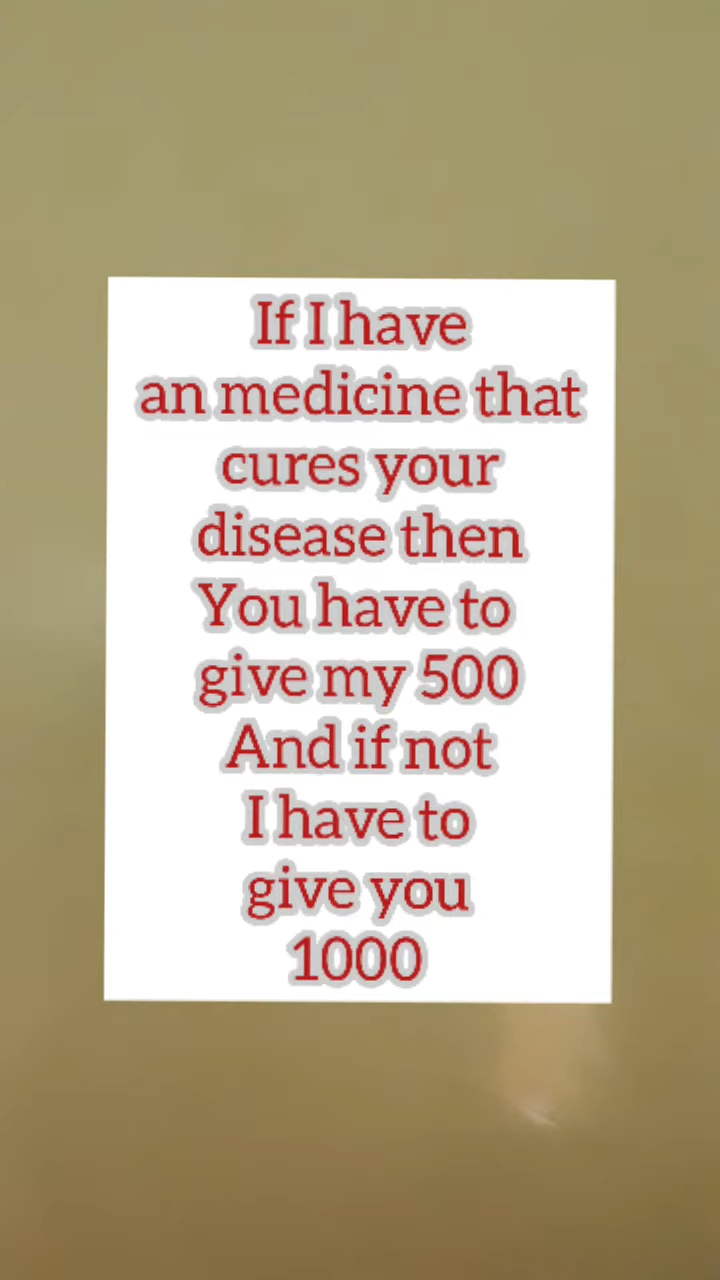 If I have
an medicine that
cures your
disease then
You have to
give my 500
And if not
I have to
give you
1000